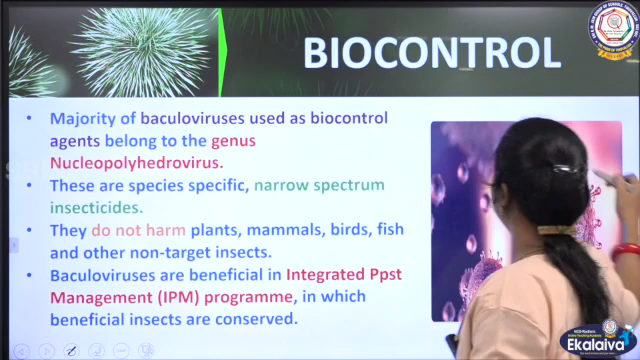 BIOCONTROL
• Majority of baculoviruses used as biocontrol
agents belong to the genus
Nucleopolyhedrovirus.
• These are species specific, narrow spectrum
insecticides.
• They do not harm plants, mammals, birds, fish
and other non-target insects.
• Baculoviruses are beneficial in Integrated Ppst
Management (IPM) programme, in which
beneficial insects are conserved.
Ekalaiva